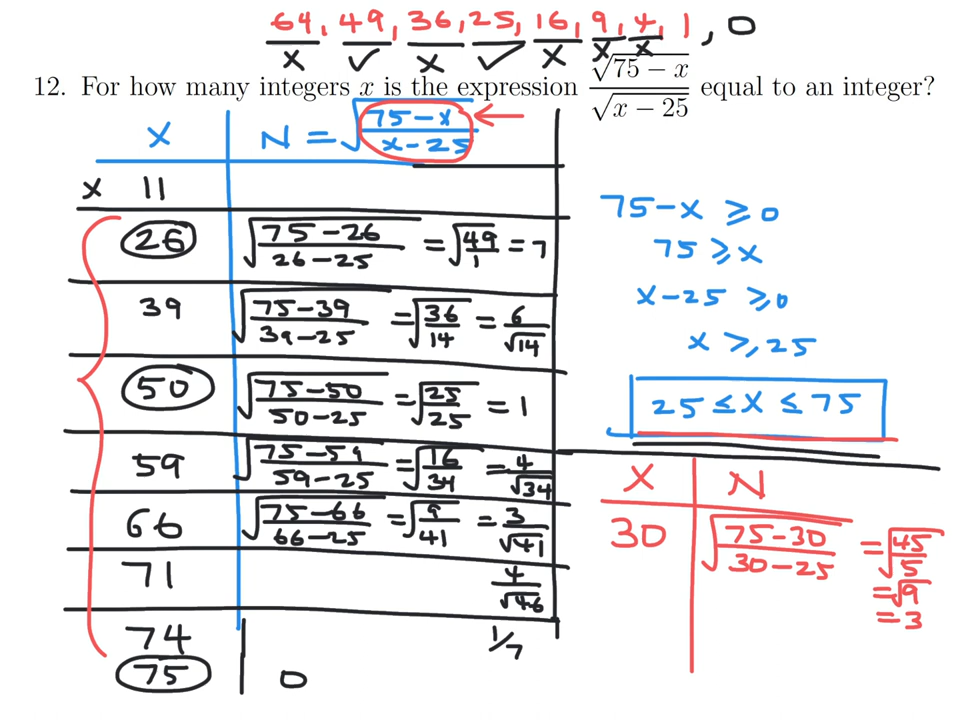 64, 49, 36, 25, 16, 9, 4, 1, 0
x ✓ x ✓ x x x
12. For how many integers x is the expression √(75 − x)/√(x − 25) equal to an integer?
X | N = √((75-x)/(x-25)) ←
x 11
26 | √((75-26)/(26-25)) = √(49/1) = 7
39 | √((75-39)/(39-25)) = √(36/14) = 6/√14
50 | √((75-50)/(50-25)) = √(25/25) = 1
59 | √((75-59)/(59-25)) = √(16/34) = 4/√34
66 | √((75-66)/(66-25)) = √(9/41) = 3/√41
71 | 4/√46
74 | 1/7
75 | 0
75-x ≥ 0
75 ≥ x
x-25 ≥ 0
x ≥ 25
25 ≤ x ≤ 75
X | N
30 | √((75-30)/(30-25)) = √(45/5)
= √9
= 3